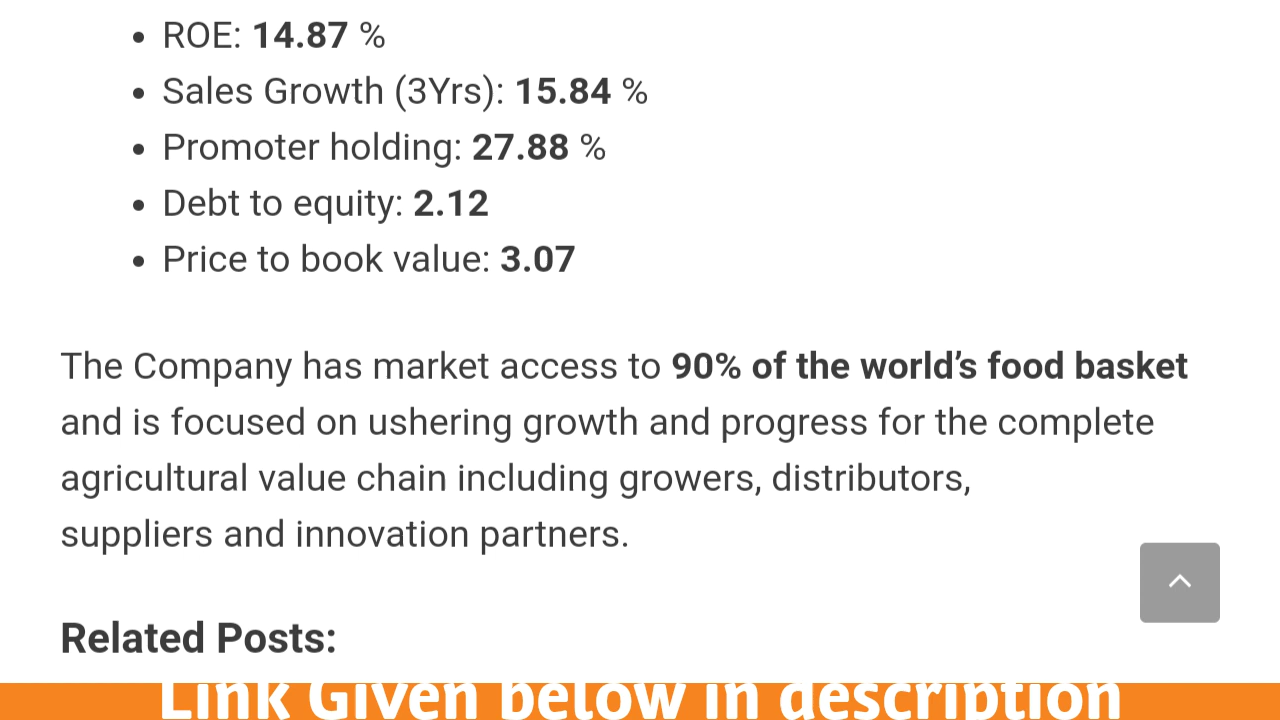 ROE: 14.87 %
Sales Growth (3Yrs): 15.84 %
Promoter holding: 27.88 %
Debt to equity: 2.12
Price to book value: 3.07
The Company has market access to 90% of the world’s food basket
and is focused on ushering growth and progress for the complete
agricultural value chain including growers, distributors,
suppliers and innovation partners.
Related Posts:
Link Given below in description